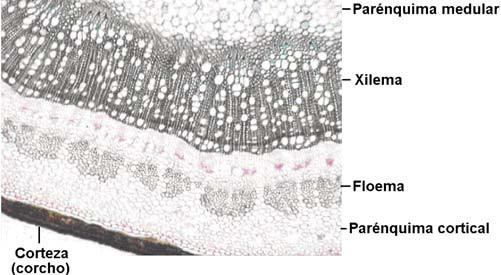 Parénquima medular
Xilema
Floema
Parénquima cortical
Corteza
(corcho)